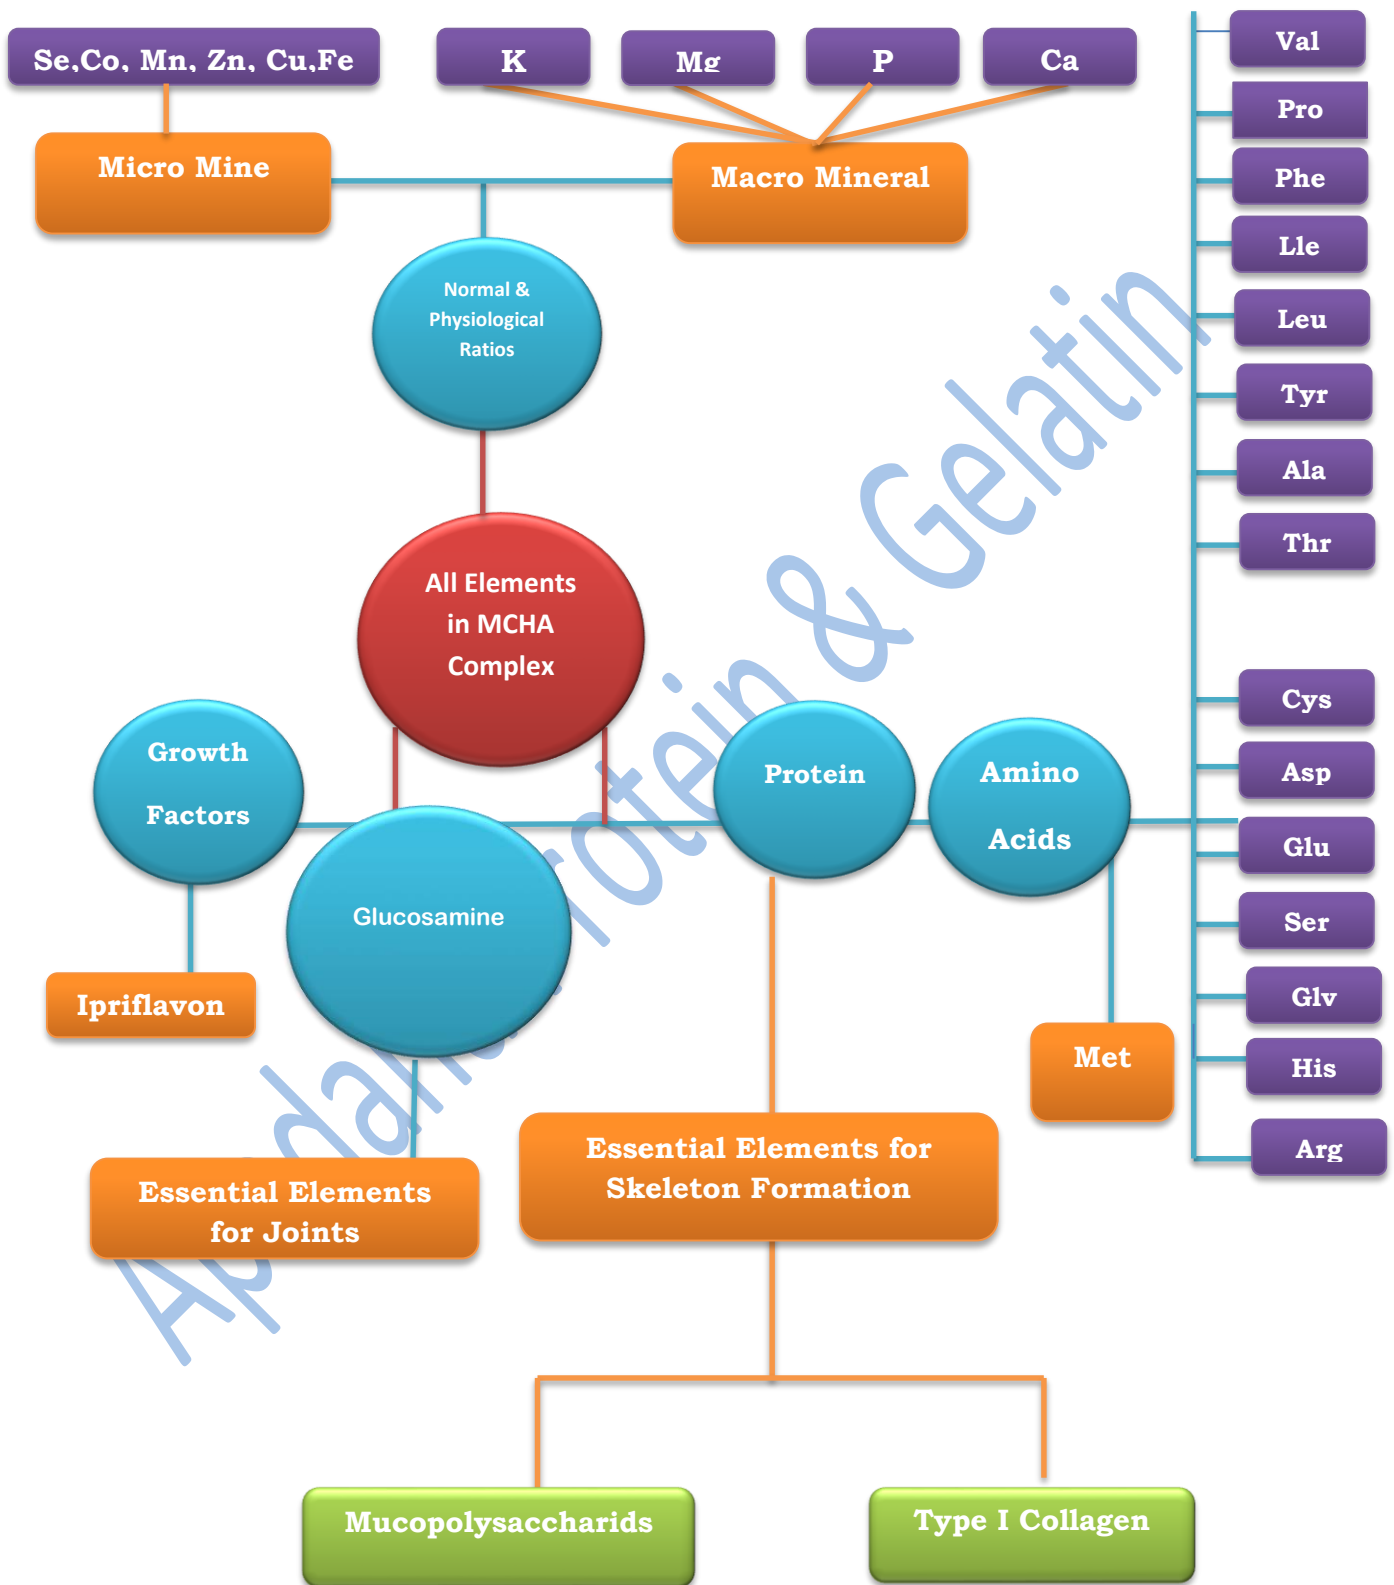 Se,Co, Mn, Zn, Cu,Fe
K
Mg
P
Ca
Micro Mine
Macro Mineral
Normal &
Physiological
Ratios
All Elements
in MCHA
Complex
Growth
Factors
Glucosamine
Protein
Amino
Acids
Ipriflavon
Met
Essential Elements
for Joints
Essential Elements for
Skeleton Formation
Mucopolysaccharids
Type I Collagen
Val
Pro
Phe
Lle
Leu
Tyr
Ala
Thr
Cys
Asp
Glu
Ser
Glv
His
Arg
& Gelatin